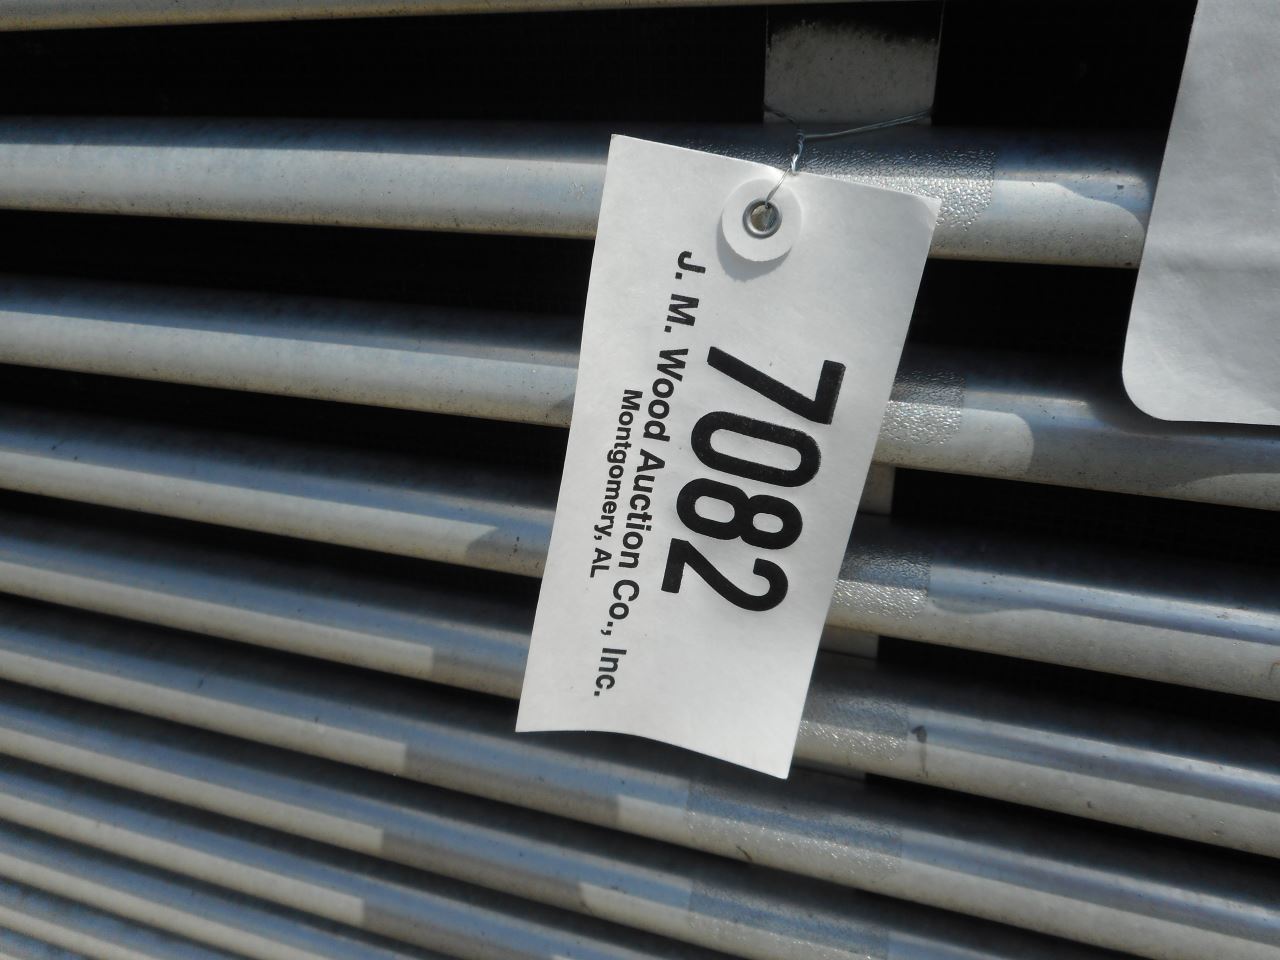 7082
J. M. Wood Auction Co., Inc.
Montgomery, AL